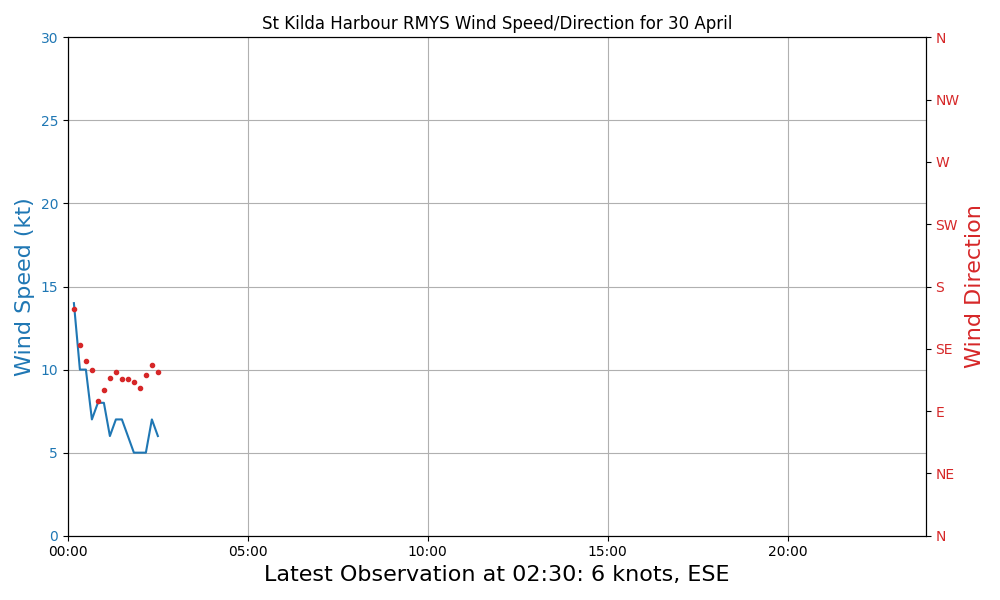 St Kilda Harbour RMYS Wind Speed/Direction for 30 April
30
25
20
15
10
5
0
Wind Speed (kt)
N
NW
W
SW
S
SE
E
NE
N
Wind Direction
00:00 05:00 10:00 15:00 20:00
Latest Observation at 02:30: 6 knots, ESE